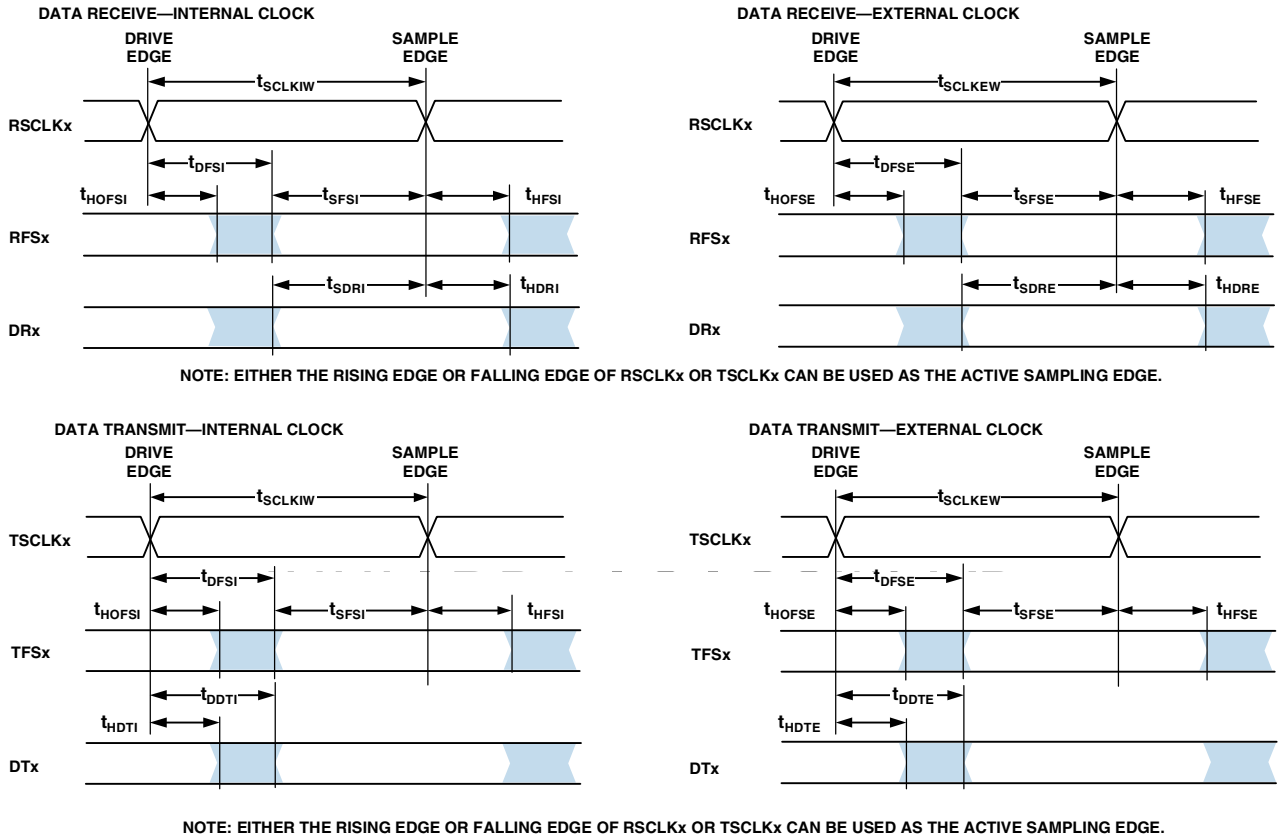 DATA RECEIVE—INTERNAL CLOCK
DRIVE EDGE
SAMPLE EDGE
tSCLKIW
RSCLKx
tDFSI
tHOFSI
tSFSI
tHFSI
RFSx
tSDRI
tHDRI
DRx
DATA RECEIVE—EXTERNAL CLOCK
DRIVE EDGE
SAMPLE EDGE
tSCLKEW
RSCLKx
tDFSE
tHOFSE
tSFSE
tHFSE
RFSx
tSDRE
tHDRE
DRx
NOTE: EITHER THE RISING EDGE OR FALLING EDGE OF RSCLKx OR TSCLKx CAN BE USED AS THE ACTIVE SAMPLING EDGE.
DATA TRANSMIT—INTERNAL CLOCK
DRIVE EDGE
SAMPLE EDGE
tSCLKIW
TSCLKx
tDFSI
tHOFSI
tSFSI
tHFSI
TFSx
tDDTI
tHDTI
DTx
DATA TRANSMIT—EXTERNAL CLOCK
DRIVE EDGE
SAMPLE EDGE
tSCLKEW
TSCLKx
tDFSE
tHOFSE
tSFSE
tHFSE
TFSx
tDDTE
tHDTE
DTx
NOTE: EITHER THE RISING EDGE OR FALLING EDGE OF RSCLKx OR TSCLKx CAN BE USED AS THE ACTIVE SAMPLING EDGE.